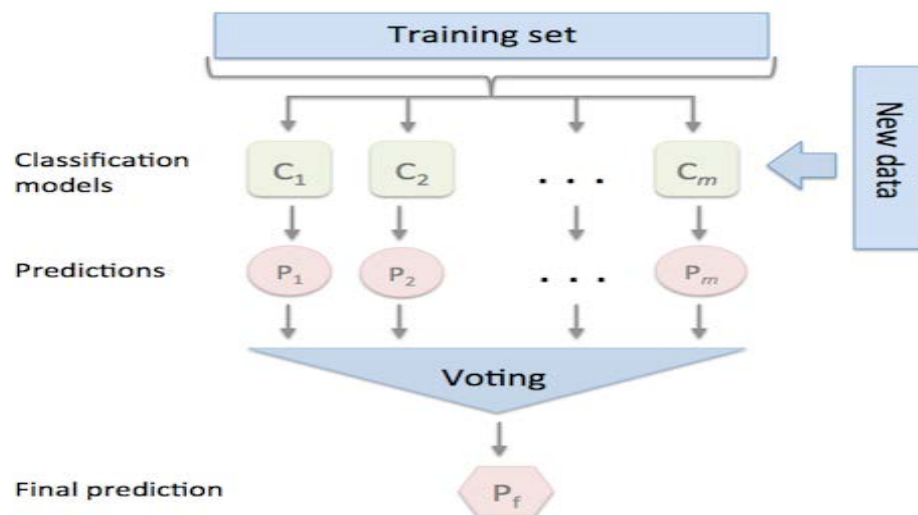 Training set
New data
Classification
models
C1 C2 . . . Cm
Predictions
P1 P2 . . . Pm
Voting
Final prediction
Pf